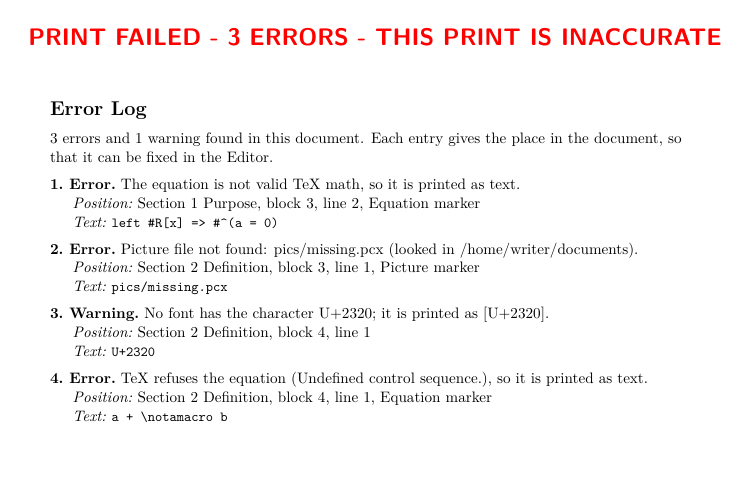 PRINT FAILED - 3 ERRORS - THIS PRINT IS INACCURATE
Error Log
3 errors and 1 warning found in this document. Each entry gives the place in the document, so
that it can be fixed in the Editor.
1. Error. The equation is not valid TeX math, so it is printed as text.
Position: Section 1 Purpose, block 3, line 2, Equation marker
Text: left #R[x] => #^(a = 0)
2. Error. Picture file not found: pics/missing.pcx (looked in /home/writer/documents).
Position: Section 2 Definition, block 3, line 1, Picture marker
Text: pics/missing.pcx
3. Warning. No font has the character U+2320; it is printed as [U+2320].
Position: Section 2 Definition, block 4, line 1
Text: U+2320
4. Error. TeX refuses the equation (Undefined control sequence.), so it is printed as text.
Position: Section 2 Definition, block 4, line 1, Equation marker
Text: a + \notamacro b